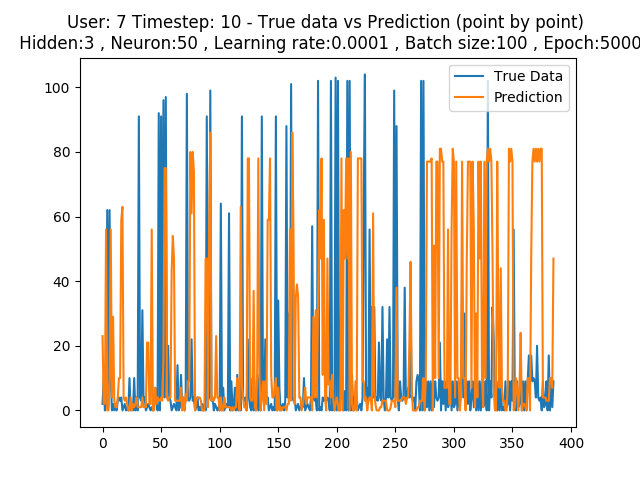 User: 7 Timestep: 10 - True data vs Prediction (point by point)
Hidden:3 , Neuron:50 , Learning rate:0.0001 , Batch size:100 , Epoch:5000
True Data
Prediction
100
80
60
40
20
0
0 50 100 150 200 250 300 350 400